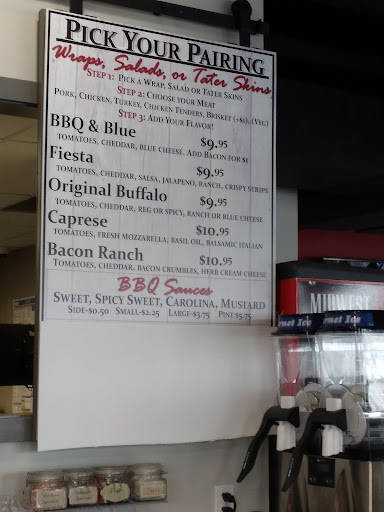 PICK YOUR PAIRING
Wraps, Salads, or Tater Skins
STEP 1: PICK A WRAP, SALAD OR TATER SKINS
STEP 2: CHOOSE YOUR MEAT
PORK, CHICKEN, TURKEY, CHICKEN TENDERS, BRISKET (+$1), (VEG)
STEP 3: ADD YOUR FLAVOR!
BBQ & Blue $9.95
TOMATOES, CHEDDAR, BLUE CHEESE. ADD BACON FOR $1
Fiesta $9.95
TOMATOES, CHEDDAR, SALSA, JALAPENO, RANCH, CRISPY STRIPS
Original Buffalo $9.95
TOMATOES, CHEDDAR, REG OR SPICY, RANCH OR BLUE CHEESE
Caprese $10.95
TOMATOES, FRESH MOZZARELLA, BASIL OIL, BALSAMIC ITALIAN
Bacon Ranch $10.95
TOMATOES, CHEDDAR, BACON CRUMBLES, HERB CREAM CHEESE
BBQ Sauces
SWEET, SPICY SWEET, CAROLINA, MUSTARD
SIDE-$0.50 SMALL-$2.25 LARGE-$3.75 PINT $5.75
MIDWEST